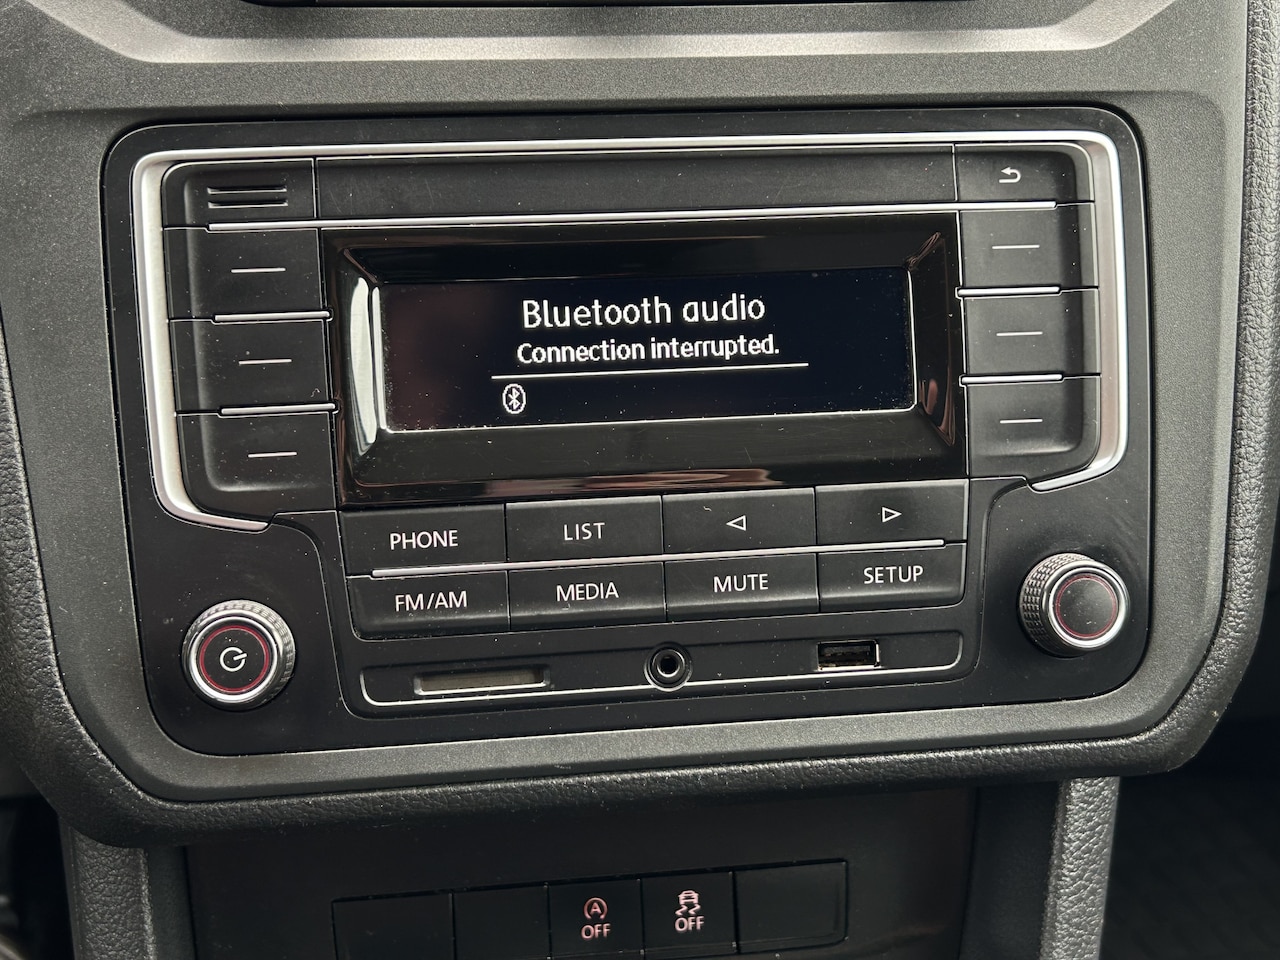 Bluetooth audio
Connection interrupted.
PHONE
LIST
FM/AM
MEDIA
MUTE
SETUP
A
OFF
OFF